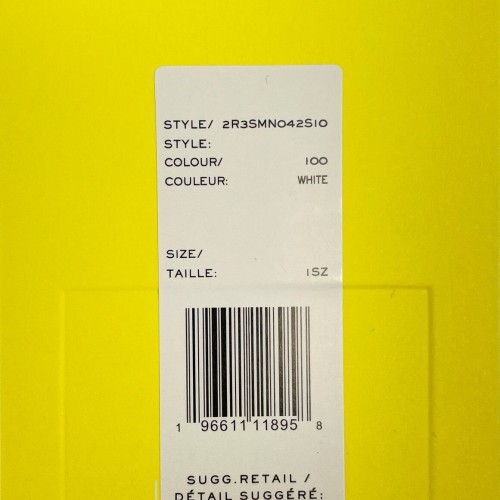 STYLE/ 2R3SMN042S10
STYLE:
COLOUR/ 100
COULEUR: WHITE
SIZE/
TAILLE: 1SZ
1 96611 11895 8
SUGG.RETAIL /
DÉTAIL SUGGÉRÉ: